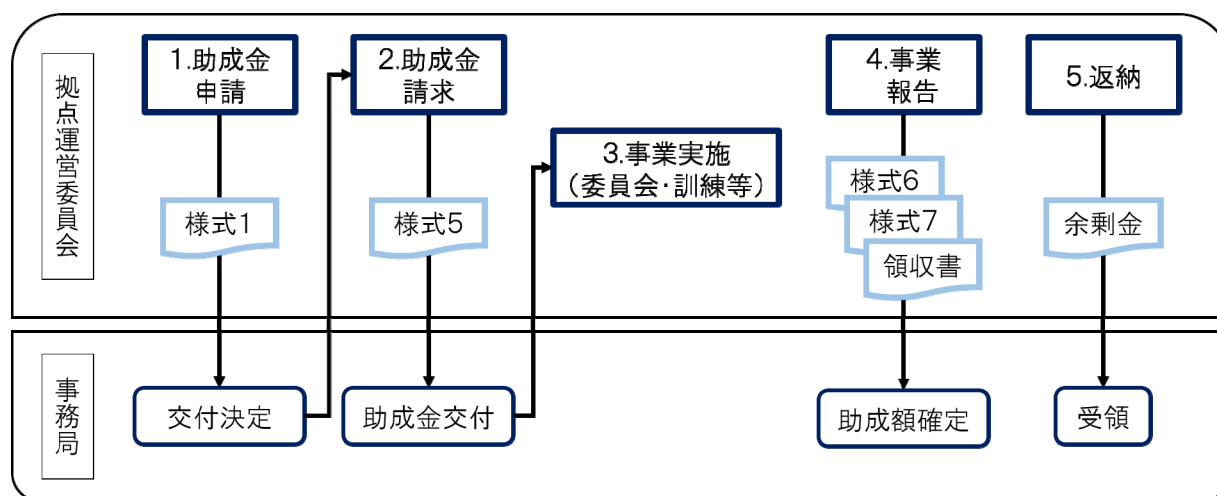 拠点運営委員会
1.助成金
申請
2.助成金
請求
3.事業実施
（委員会・訓練等）
4.事業
報告
5.返納
様式1
様式5
様式6
様式7
領収書
余剰金
事務局
交付決定
助成金交付
助成額確定
受領